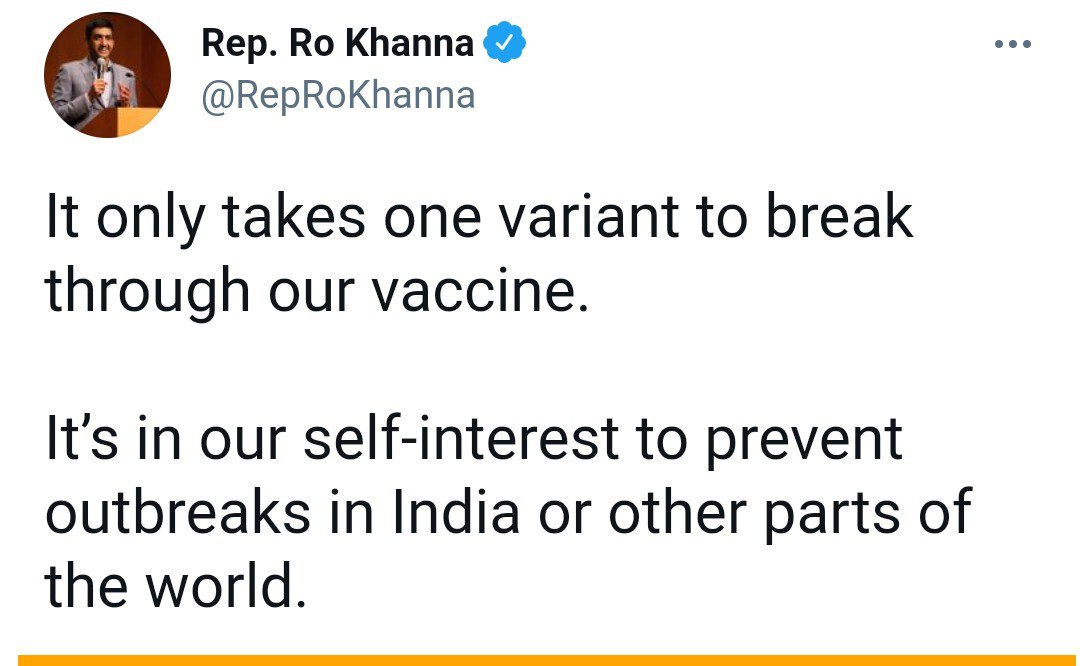 Rep. Ro Khanna
@RepRoKhanna
It only takes one variant to break
through our vaccine.
It’s in our self-interest to prevent
outbreaks in India or other parts of
the world.